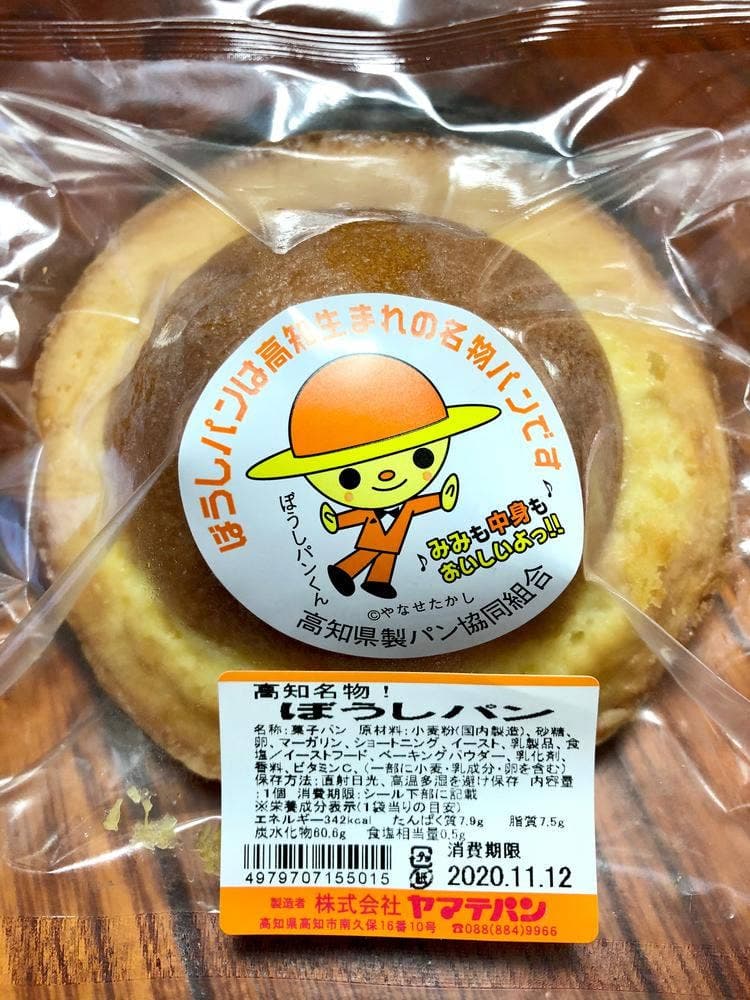 ぼうしパンは高知生まれの名物パンです
ぼうしパンくん
♪みみも中身も♪
おいしいよっ!!
©やなせたかし
高知県製パン協同組合
高知名物！
ぼうしパン
名称:菓子パン 原材料:小麦粉(国内製造)、砂糖、
卵、マーガリン、ショートニング、イースト、乳製品、食
塩／イーストフード、ベーキングパウダー、乳化剤、
香料、ビタミンC、(一部に小麦・乳成分・卵を含む)
保存方法:直射日光、高温多湿を避け保存 内容量
:1個 消費期限:シール下部に記載
※栄養成分表示(1袋当りの目安)
エネルギー342kcal たんぱく質7.9g 脂質7.5g
炭水化物60.6g 食塩相当量0.5g
4979707155015
紙
消費期限
2020.11.12
製造者 株式会社 ヤマテパン
高知県高知市南久保16番10号 ☎088(884)9966